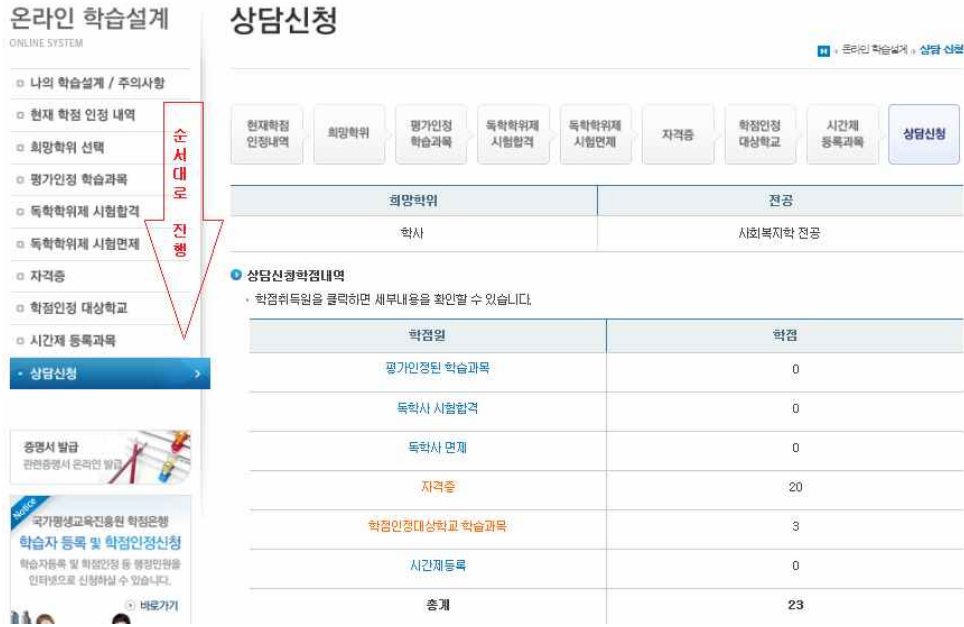 온라인 학습설계
ONLINE SYSTEM
나의 학습설계 / 주의사항
현재 학점 인정 내역
희망학위 선택
평가인정 학습과목
독학학위제 시험합격
독학학위제 시험면제
자격증
학점인정 대상학교
시간제 등록과목
상담신청
순서대로 진행
증명서 발급
관련증명서 온라인 발급
Notice
국가평생교육진흥원 학점은행
학습자 등록 및 학점인정신청
학습자등록 및 학점인정 등 행정민원을
인터넷으로 신청하실 수 있습니다.
바로가기
상담신청
H 온라인 학습설계 상담 신청
현재학점
인정내역
희망학위
평가인정
학습과목
독학학위제
시험합격
독학학위제
시험면제
자격증
학점인정
대상학교
시간제
등록과목
상담신청
희망학위 전공
학사 사회복지학 전공
상담신청학점내역
· 학점취득원을 클릭하면 세부내용을 확인할 수 있습니다.
학점원 학점
평가인정된 학습과목 0
독학사 시험합격 0
독학사 면제 0
자격증 20
학점인정대상학교 학습과목 3
시간제등록 0
총계 23